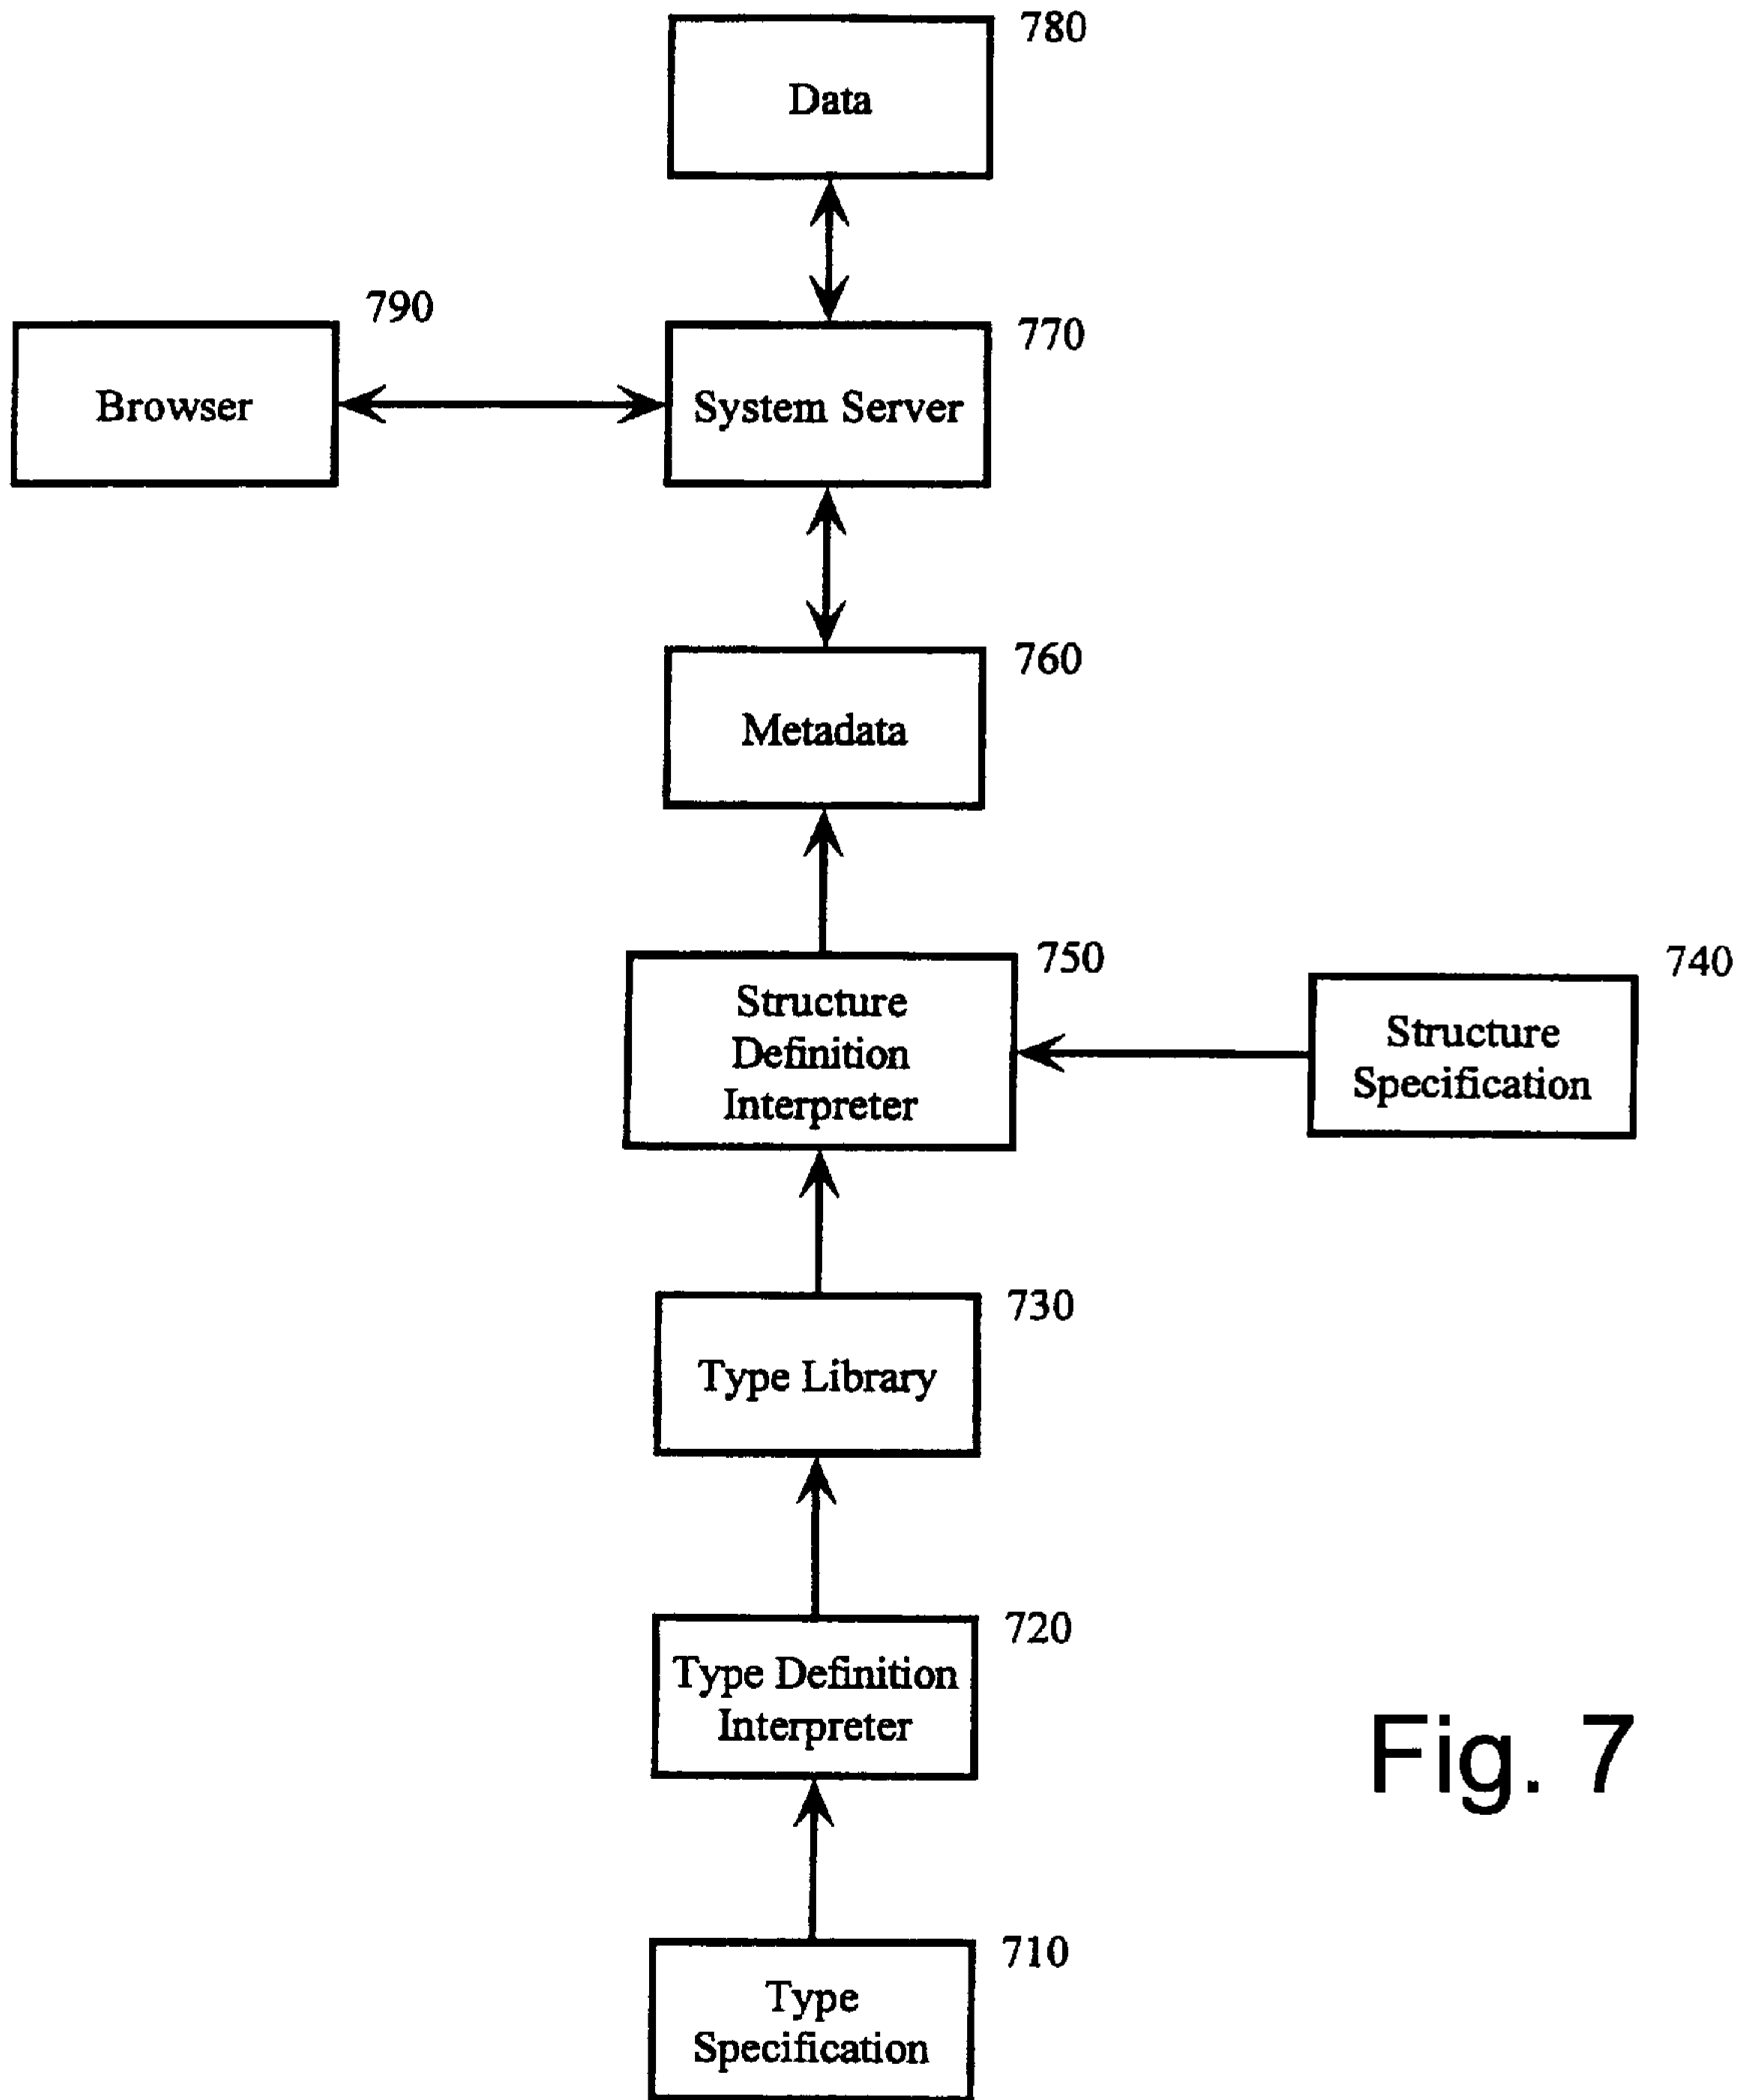 780
Data
790
Browser
770
System Server
760
Metadata
750
Structure
Definition
Interpreter
740
Structure
Specification
730
Type Library
720
Type Definition
Interpreter
Fig. 7
710
Type
Specification